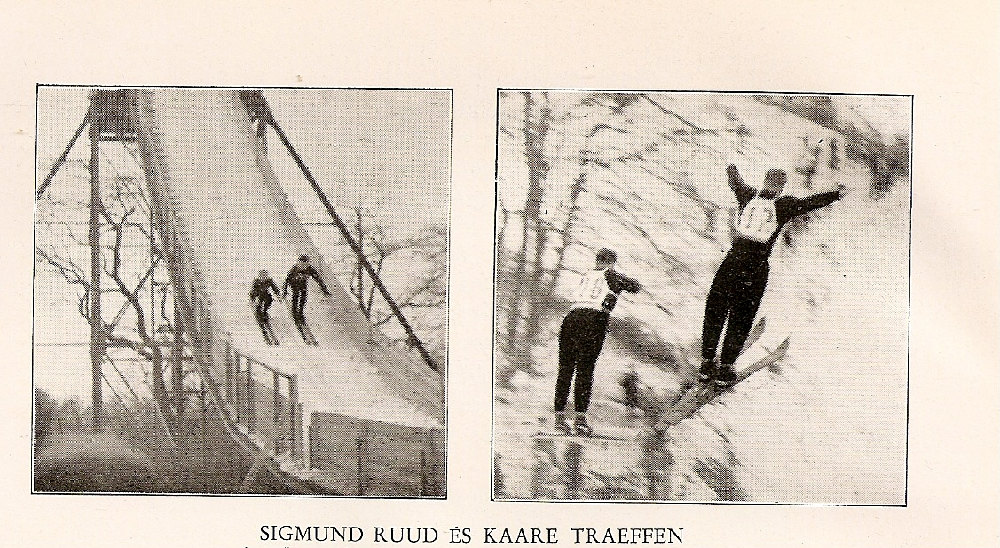 SIGMUND RUUD ÉS KAARE TRAEFFEN